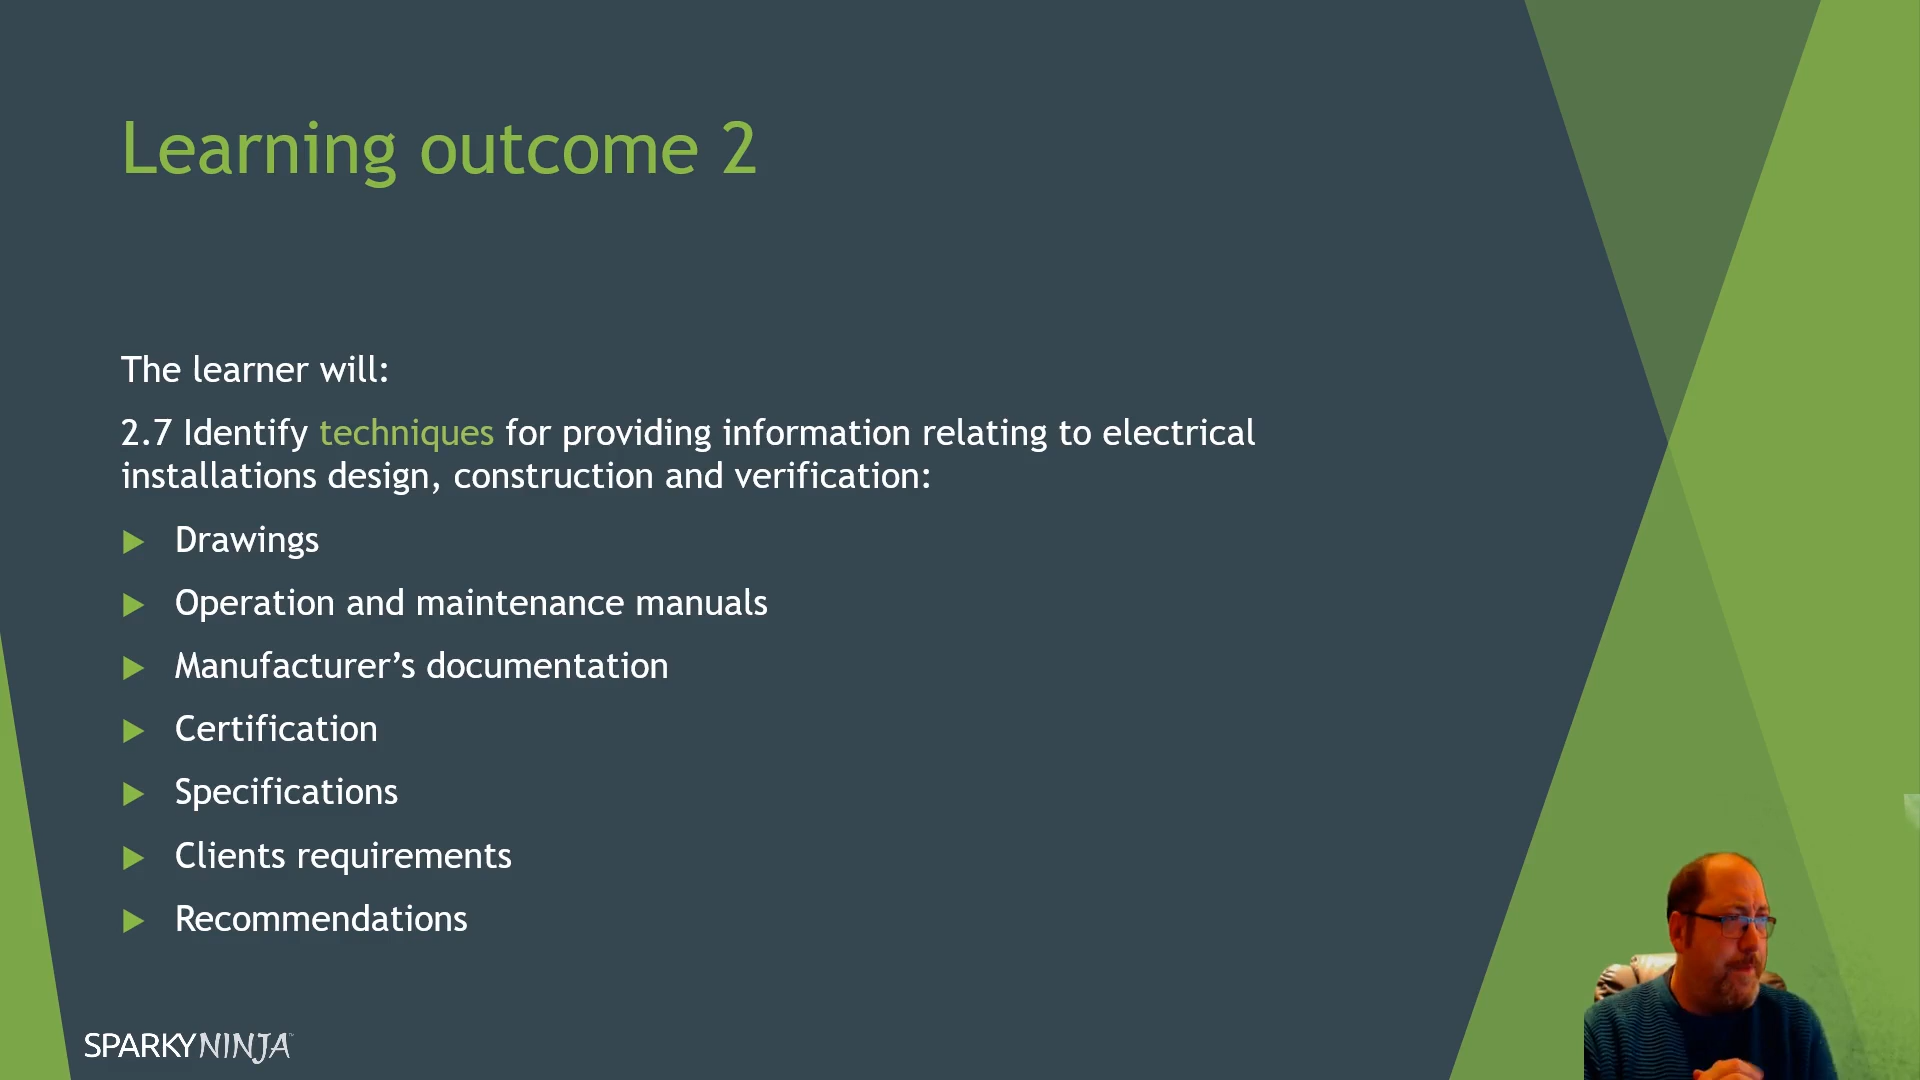 Learning outcome 2
The learner will:
2.7 Identify techniques for providing information relating to electrical
installations design, construction and verification:
Drawings
Operation and maintenance manuals
Manufacturer’s documentation
Certification
Specifications
Clients requirements
Recommendations
SPARKYNINJA